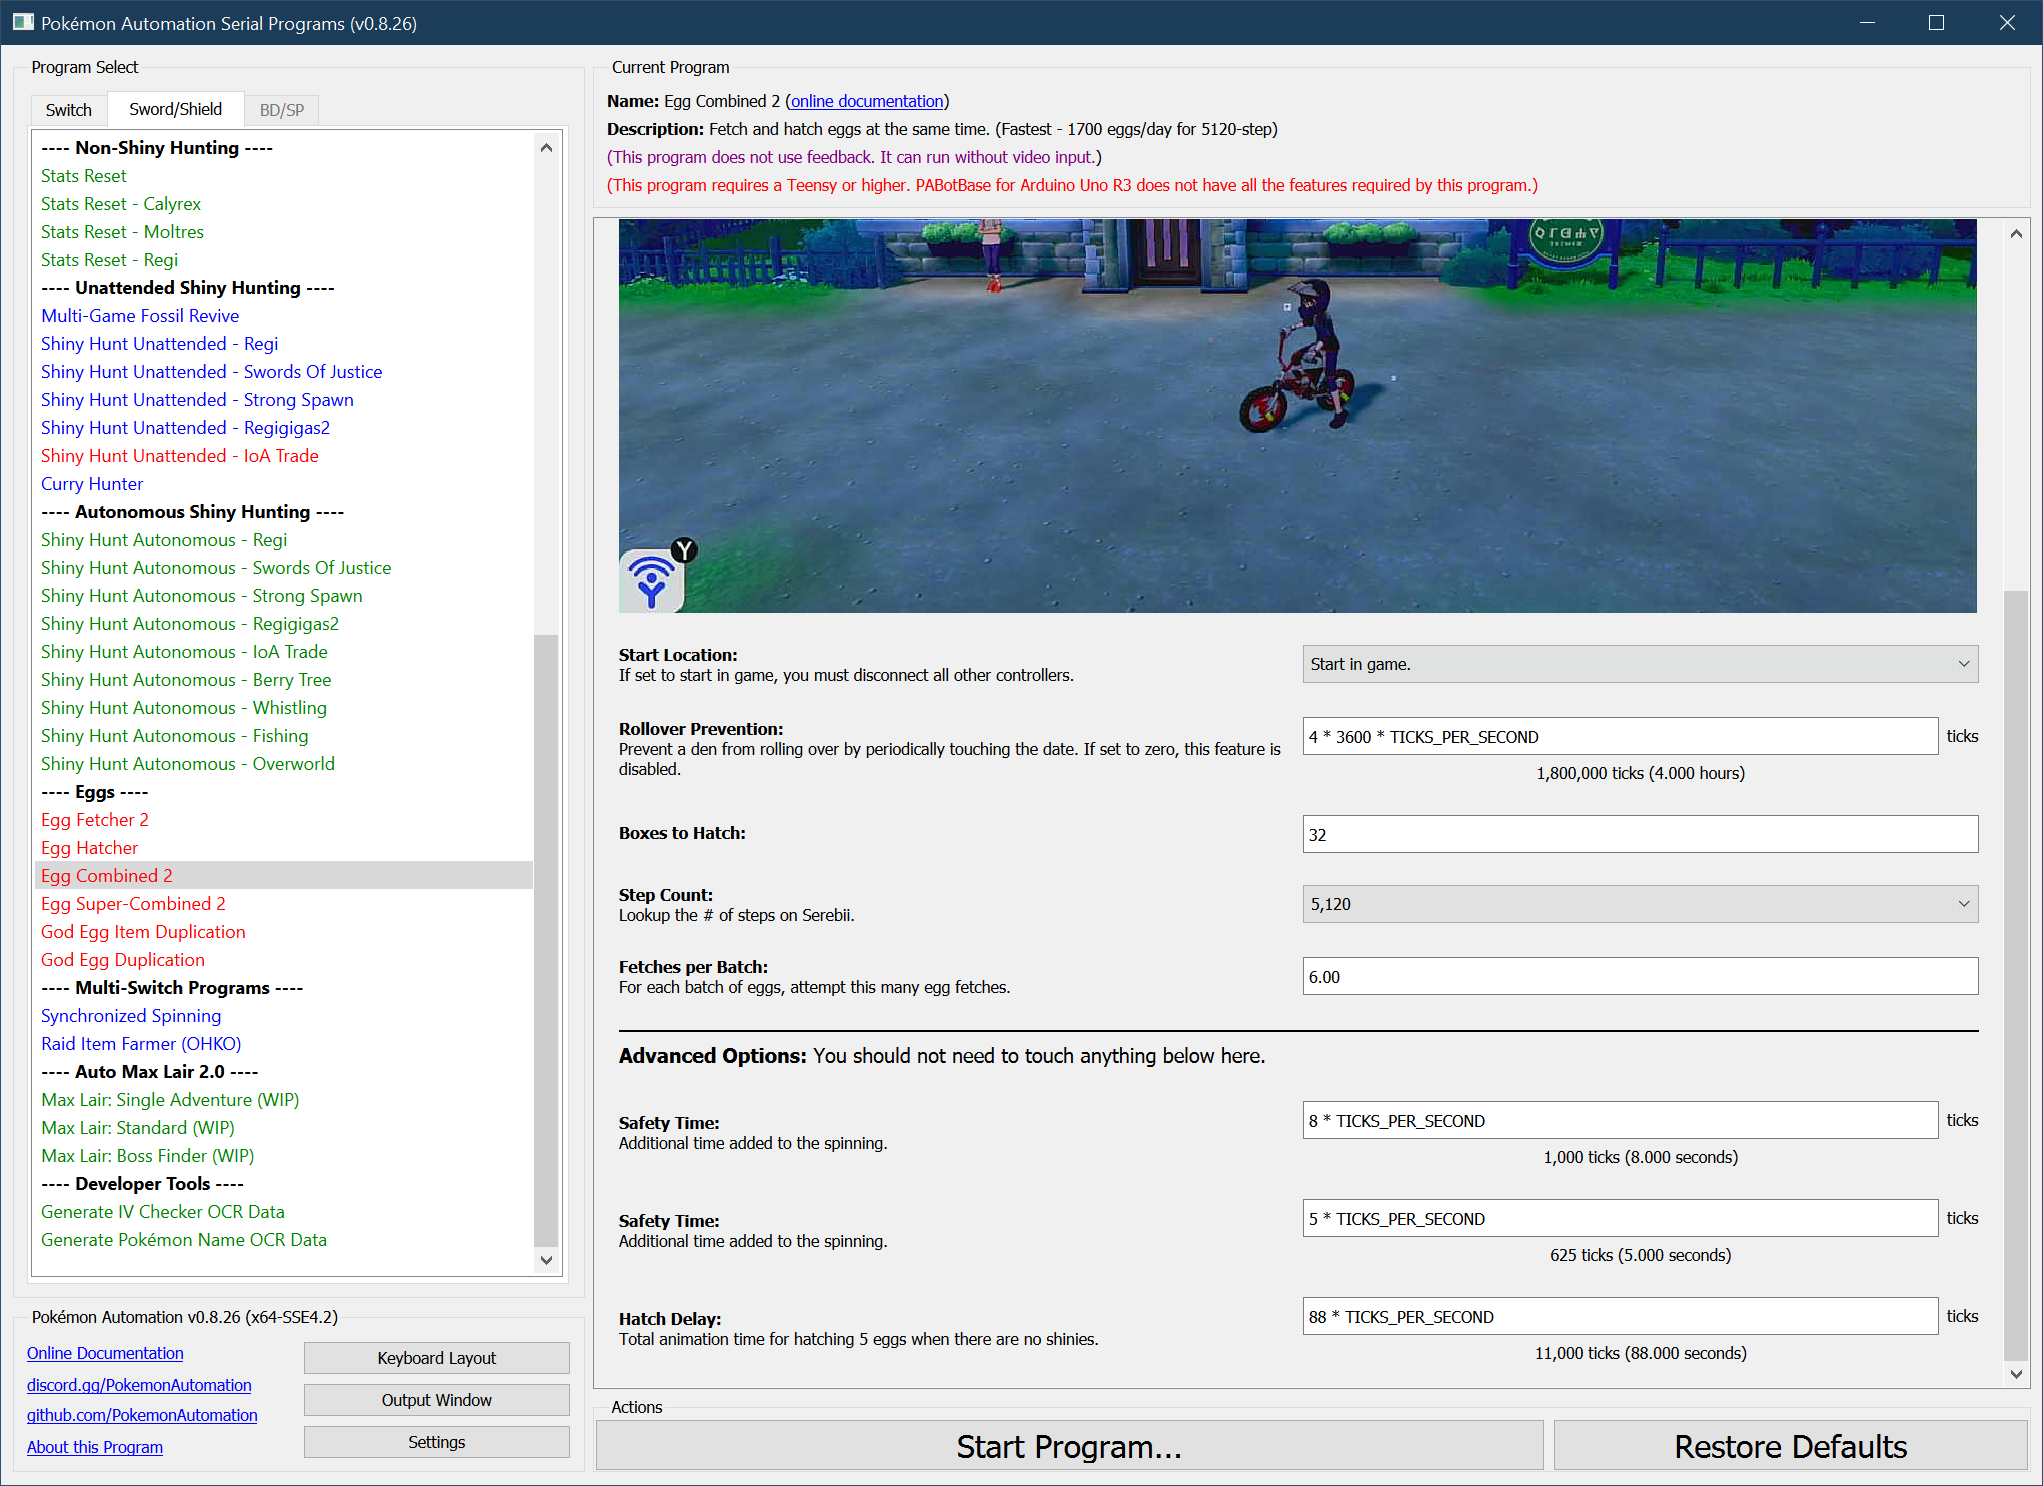 Pokémon Automation Serial Programs (v0.8.26)
Program Select
Switch
Sword/Shield
BD/SP
---- Non-Shiny Hunting ----
Stats Reset
Stats Reset - Calyrex
Stats Reset - Moltres
Stats Reset - Regi
---- Unattended Shiny Hunting ----
Multi-Game Fossil Revive
Shiny Hunt Unattended - Regi
Shiny Hunt Unattended - Swords Of Justice
Shiny Hunt Unattended - Strong Spawn
Shiny Hunt Unattended - Regigigas2
Shiny Hunt Unattended - IoA Trade
Curry Hunter
---- Autonomous Shiny Hunting ----
Shiny Hunt Autonomous - Regi
Shiny Hunt Autonomous - Swords Of Justice
Shiny Hunt Autonomous - Strong Spawn
Shiny Hunt Autonomous - Regigigas2
Shiny Hunt Autonomous - IoA Trade
Shiny Hunt Autonomous - Berry Tree
Shiny Hunt Autonomous - Whistling
Shiny Hunt Autonomous - Fishing
Shiny Hunt Autonomous - Overworld
---- Eggs ----
Egg Fetcher 2
Egg Hatcher
Egg Combined 2
Egg Super-Combined 2
God Egg Item Duplication
God Egg Duplication
---- Multi-Switch Programs ----
Synchronized Spinning
Raid Item Farmer (OHKO)
---- Auto Max Lair 2.0 ----
Max Lair: Single Adventure (WIP)
Max Lair: Standard (WIP)
Max Lair: Boss Finder (WIP)
---- Developer Tools ----
Generate IV Checker OCR Data
Generate Pokémon Name OCR Data
Pokémon Automation v0.8.26 (x64-SSE4.2)
Online Documentation
discord.gg/PokemonAutomation
github.com/PokemonAutomation
About this Program
Keyboard Layout
Output Window
Settings
Current Program
Name: Egg Combined 2 (online documentation)
Description: Fetch and hatch eggs at the same time. (Fastest - 1700 eggs/day for 5120-step)
(This program does not use feedback. It can run without video input.)
(This program requires a Teensy or higher. PABotBase for Arduino Uno R3 does not have all the features required by this program.)
Y
Start Location:
If set to start in game, you must disconnect all other controllers.
Start in game.
Rollover Prevention:
Prevent a den from rolling over by periodically touching the date. If set to zero, this feature is
disabled.
4 * 3600 * TICKS_PER_SECOND
ticks
1,800,000 ticks (4.000 hours)
Boxes to Hatch:
32
Step Count:
Lookup the # of steps on Serebii.
5,120
Fetches per Batch:
For each batch of eggs, attempt this many egg fetches.
6.00
Advanced Options: You should not need to touch anything below here.
Safety Time:
Additional time added to the spinning.
8 * TICKS_PER_SECOND
ticks
1,000 ticks (8.000 seconds)
Safety Time:
Additional time added to the spinning.
5 * TICKS_PER_SECOND
ticks
625 ticks (5.000 seconds)
Hatch Delay:
Total animation time for hatching 5 eggs when there are no shinies.
88 * TICKS_PER_SECOND
ticks
11,000 ticks (88.000 seconds)
Actions
Start Program...
Restore Defaults